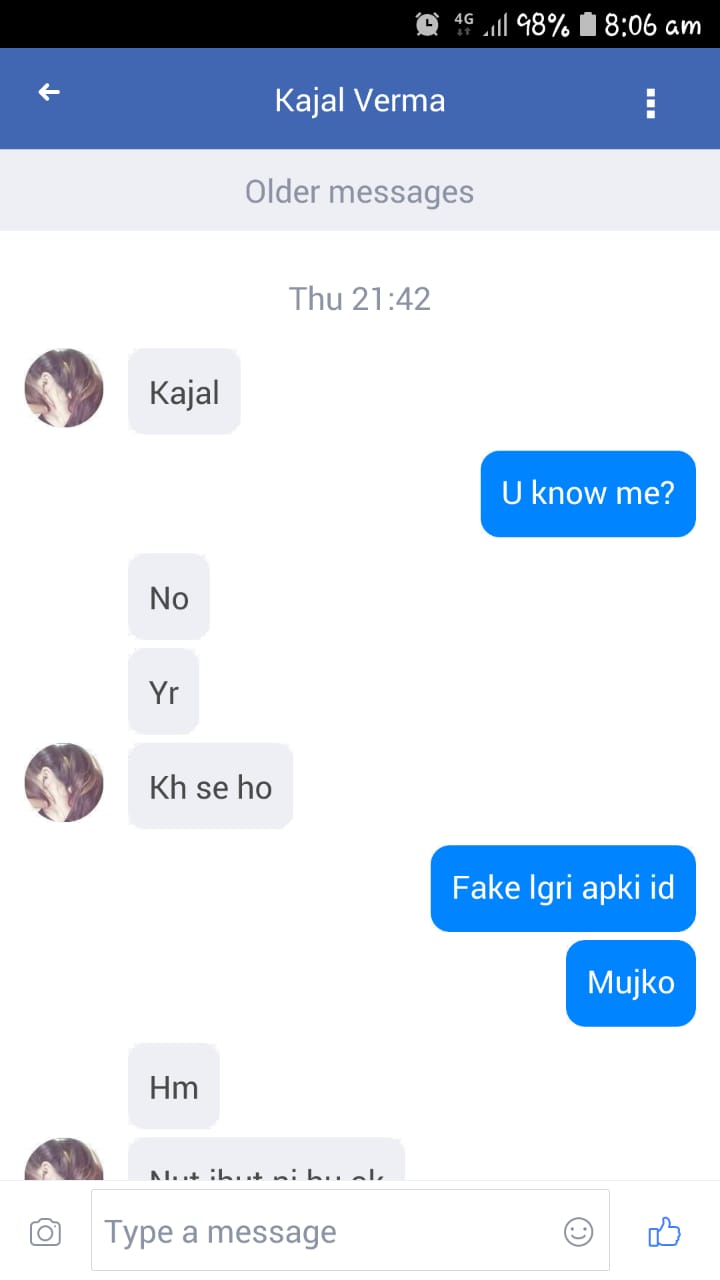 4G 98% 8:06 am
Kajal Verma
Older messages
Thu 21:42
Kajal
U know me?
No
Yr
Kh se ho
Fake lgri apki id
Mujko
Hm
Type a message